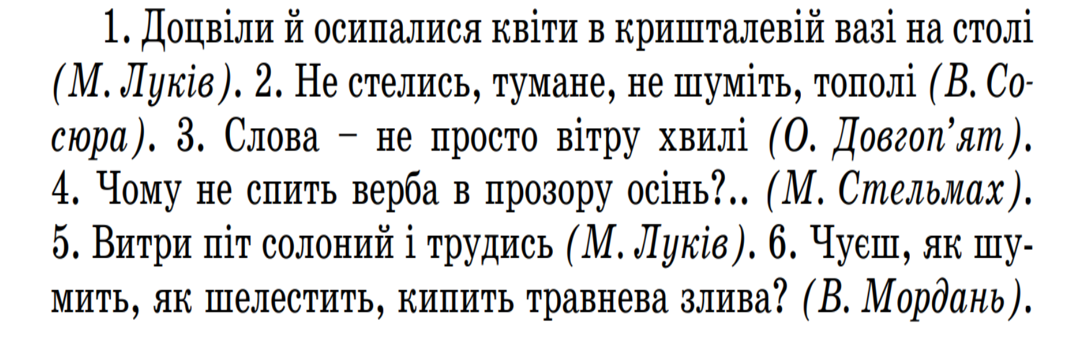 1. Доцвіли й осипалися квіти в кришталевій вазі на столі
(М. Луків). 2. Не стелись, тумане, не шуміть, тополі (В. Со-
сюра). 3. Слова – не просто вітру хвилі (О. Довгоп’ят).
4. Чому не спить верба в прозору осінь?.. (М. Стельмах).
5. Витри піт солоний і трудись (М. Луків). 6. Чуєш, як шу-
мить, як шелестить, кипить травнева злива? (В. Мордань).